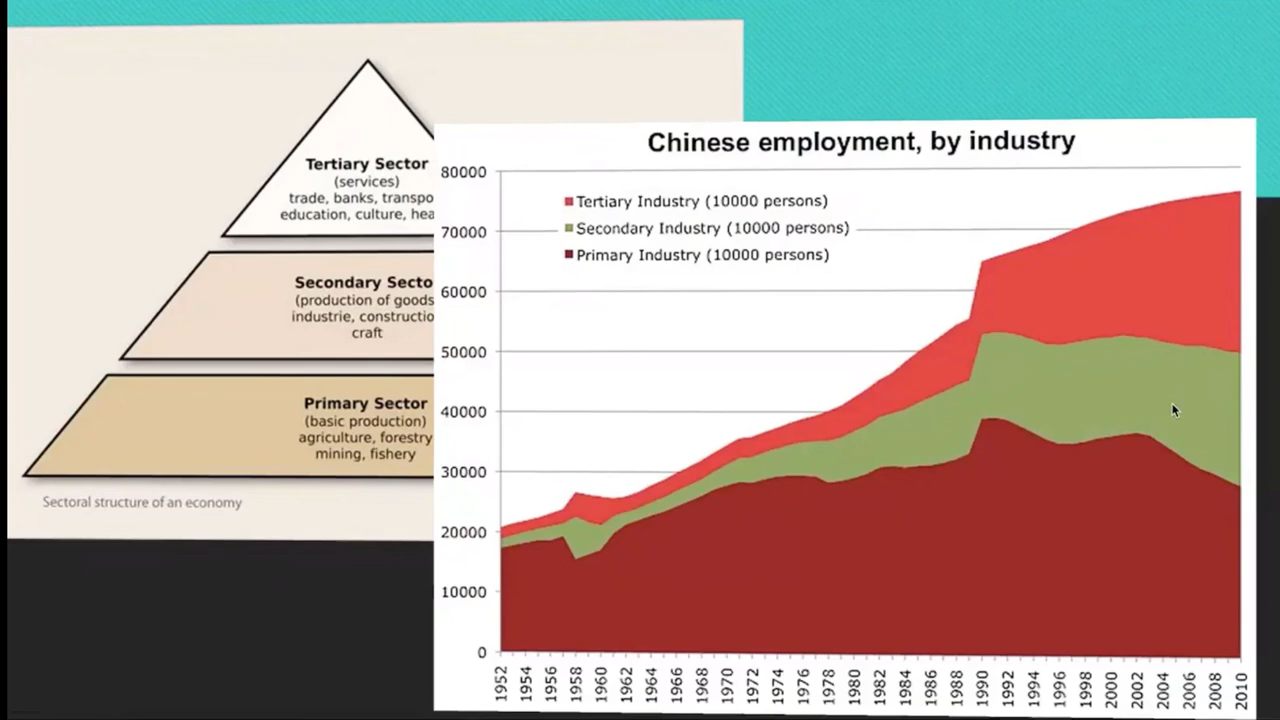 Tertiary Sector
(services)
trade, banks, transpo
education, culture, hea
Secondary Secto
(production of goods
industrie, constructio
craft
Primary Sector
(basic production)
agriculture, forestry
mining, fishery
Sectoral structure of an economy
Chinese employment, by industry
Tertiary Industry (10000 persons)
Secondary Industry (10000 persons)
Primary Industry (10000 persons)
80000
70000
60000
50000
40000
30000
20000
10000
0
1952 1954 1956 1958 1960 1962 1964 1966 1968 1970 1972 1974 1976 1978 1980 1982 1984 1986 1988 1990 1992 1994 1996 1998 2000 2002 2004 2006 2008 2010